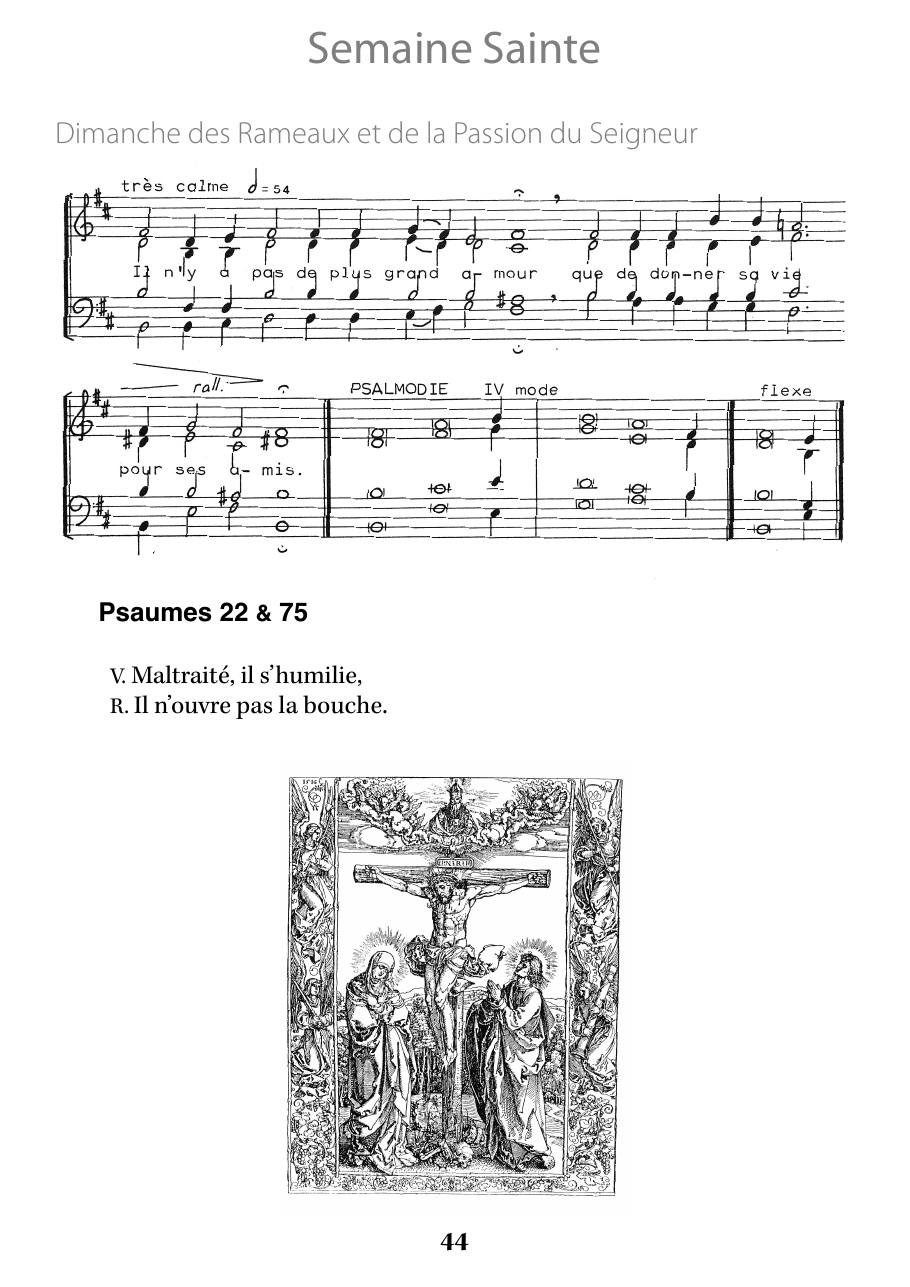 Semaine Sainte
Dimanche des Rameaux et de la Passion du Seigneur
très calme = 54
Il n'y a pas de plus grand a- mour que de don-ner sa vie
rall. PSALMODIE IV mode flexe
pour ses a- mis.
Psaumes 22 & 75
V. Maltraité, il s'humilie,
R. Il n'ouvre pas la bouche.
44